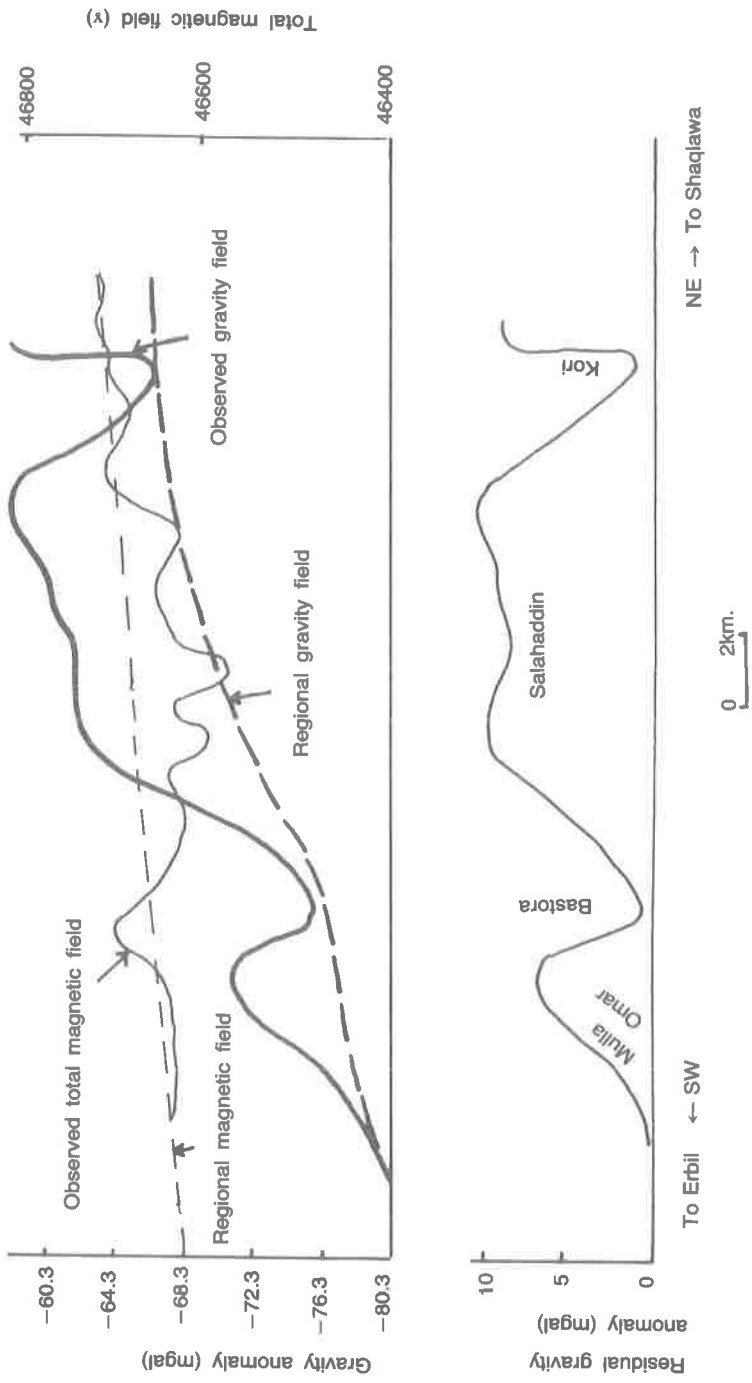 Total magnetic field (γ)
46800
46600
46400
Observed gravity field
Regional gravity field
Observed total magnetic field
Regional magnetic field
−60.3
−64.3
−68.3
−72.3
−76.3
−80.3
Gravity anomaly (mgal)
Kori
Salahaddin
Bastora
Mulla
Omar
10
5
0
Residual gravity
anomaly (mgal)
To Erbil ← SW
NE → To Shaqlawa
0 2km.